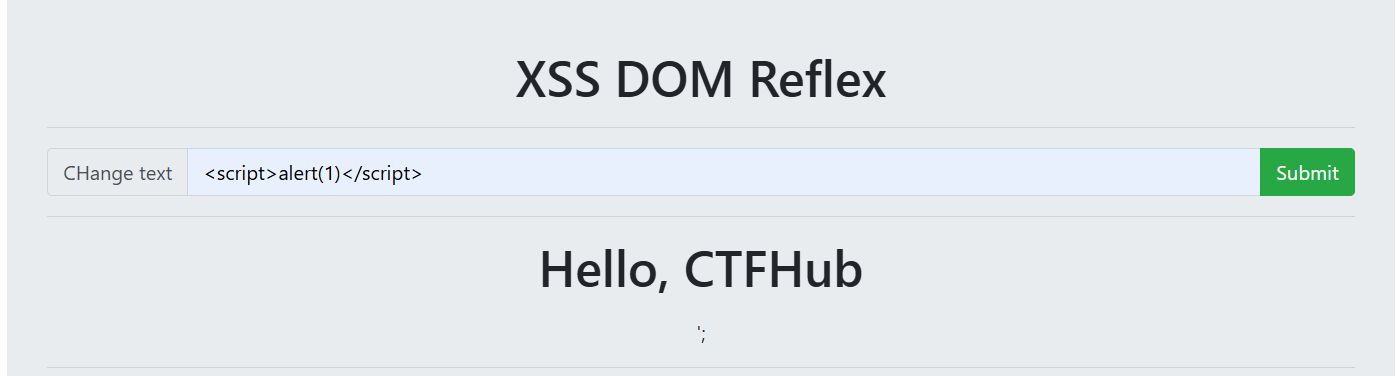 XSS DOM Reflex
CHange text <script>alert(1)</script> Submit
Hello, CTFHub
';